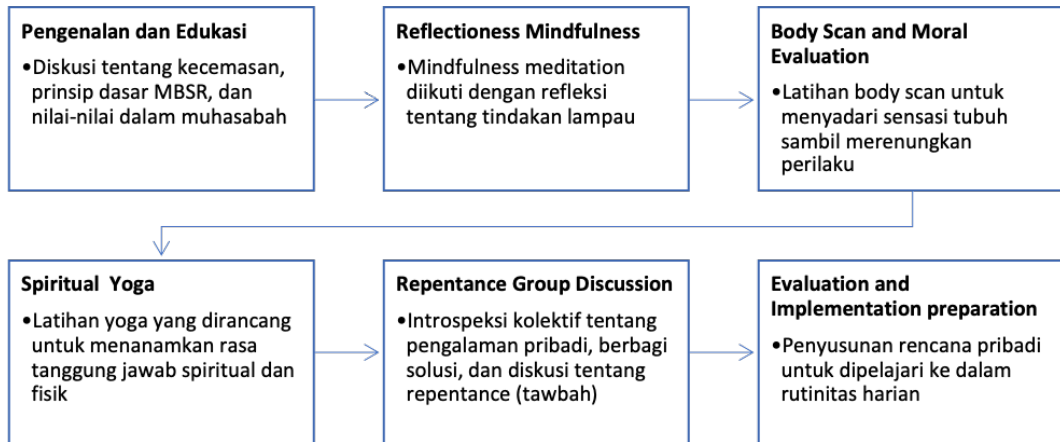 Pengenalan dan Edukasi
•Diskusi tentang kecemasan,
prinsip dasar MBSR, dan
nilai-nilai dalam muhasabah
Reflectioness Mindfulness
•Mindfulness meditation
diikuti dengan refleksi
tentang tindakan lampau
Body Scan and Moral
Evaluation
•Latihan body scan untuk
menyadari sensasi tubuh
sambil merenungkan
perilaku
Spiritual  Yoga
•Latihan yoga yang dirancang
untuk menanamkan rasa
tanggung jawab spiritual dan
fisik
Repentance Group Discussion
•Introspeksi kolektif tentang
pengalaman pribadi, berbagi
solusi, dan diskusi tentang
repentance (tawbah)
Evaluation and
Implementation preparation
•Penyusunan rencana pribadi
untuk dipelajari ke dalam
rutinitas harian